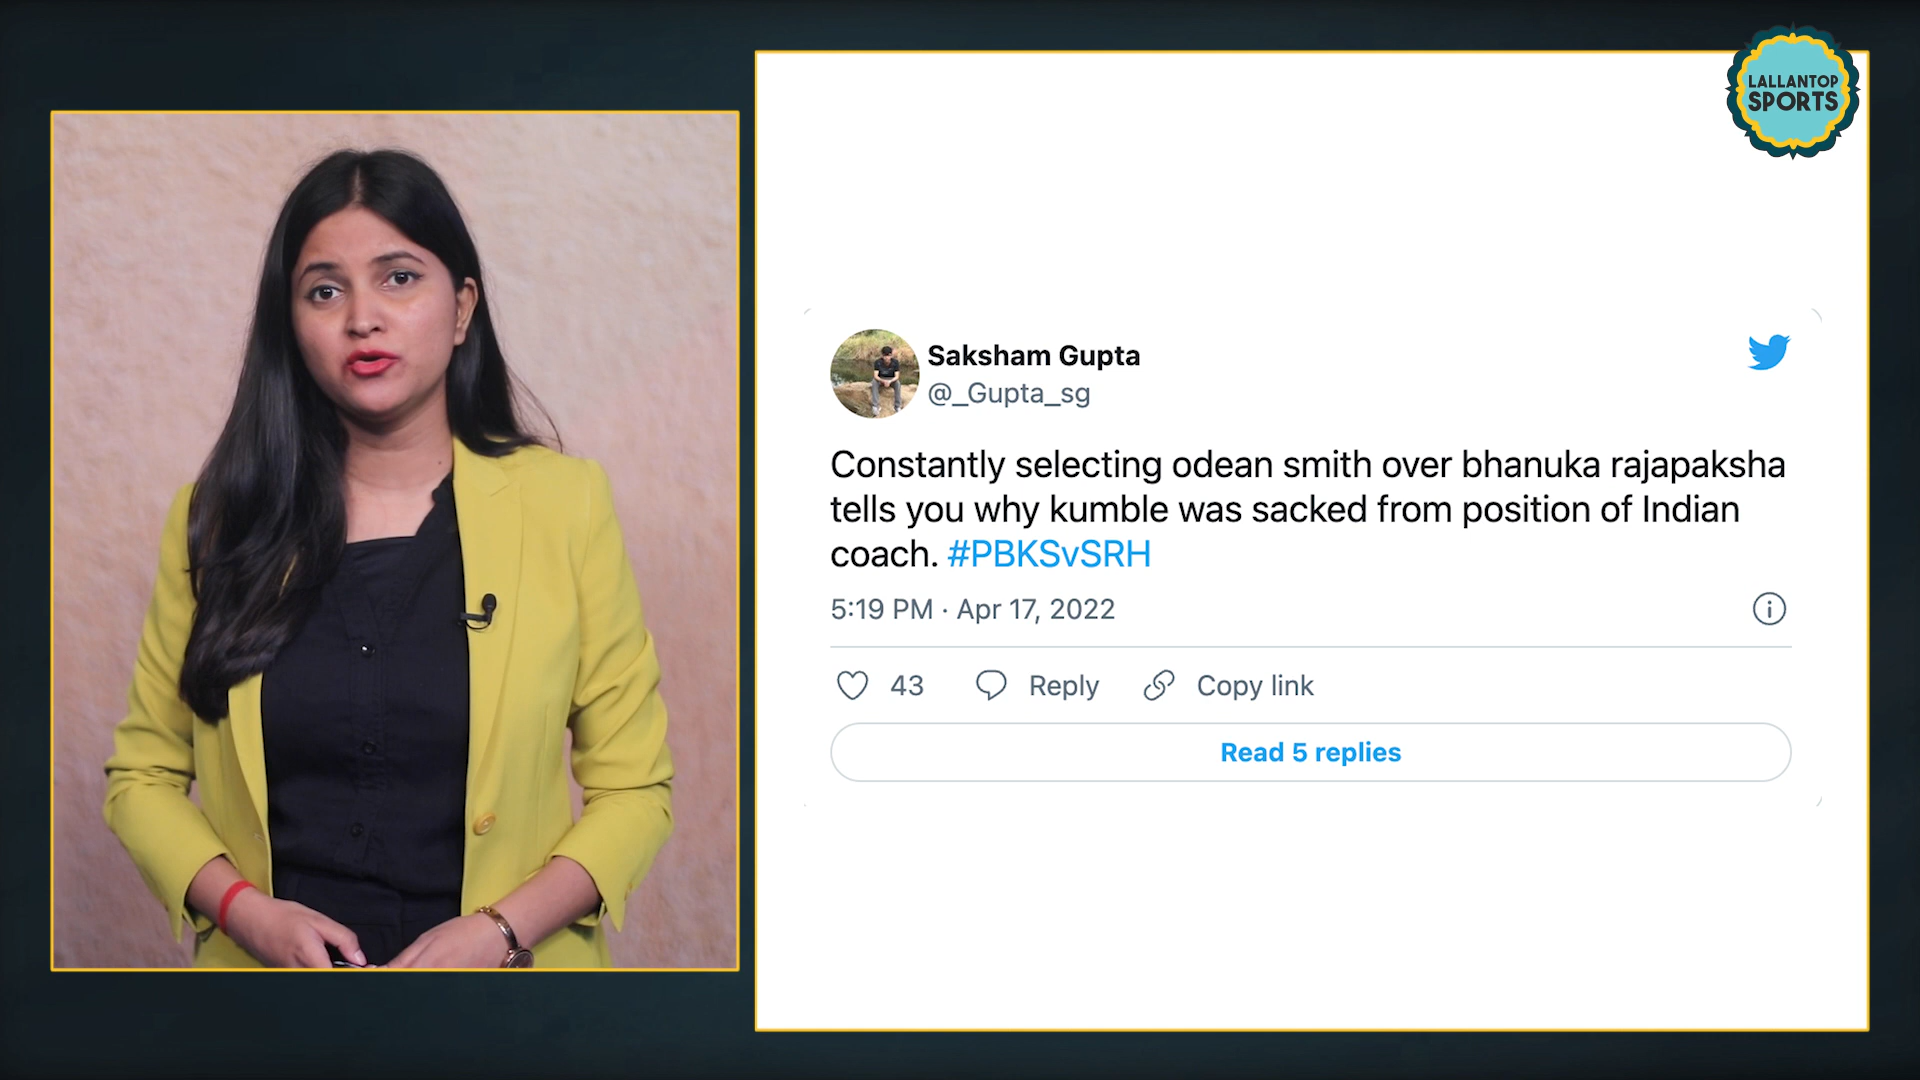 LALLANTOP
SPORTS
Saksham Gupta
@_Gupta_sg
Constantly selecting odean smith over bhanuka rajapaksha
tells you why kumble was sacked from position of Indian
coach. #PBKSvSRH
5:19 PM · Apr 17, 2022
43 Reply Copy link
Read 5 replies